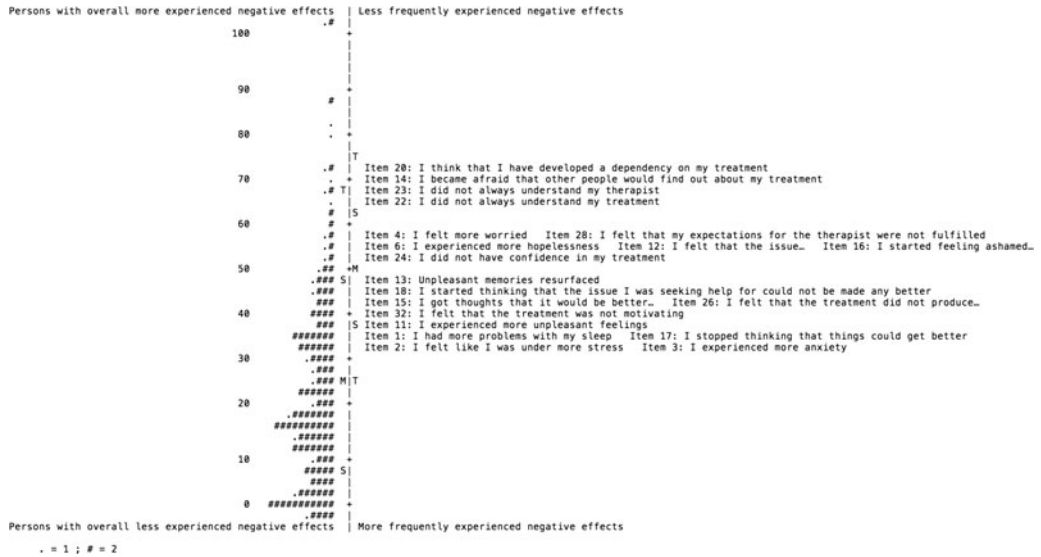 Persons with overall more experienced negative effects | Less frequently experienced negative effects
.# |
100 +
|
|
|
|
90 +
# |
|
. |
80 . +
|
|T
.# | Item 20: I think that I have developed a dependency on my treatment
70 . + Item 14: I became afraid that other people would find out about my treatment
.# T| Item 23: I did not always understand my therapist
. | Item 22: I did not always understand my treatment
# |S
60 # +
.# | Item 4: I felt more worried Item 28: I felt that my expectations for the therapist were not fulfilled
.# | Item 6: I experienced more hopelessness Item 12: I felt that the issue… Item 16: I started feeling ashamed…
.# | Item 24: I did not have confidence in my treatment
50 .## +M
.### S| Item 13: Unpleasant memories resurfaced
.### | Item 18: I started thinking that the issue I was seeking help for could not be made any better
### | Item 15: I got thoughts that it would be better… Item 26: I felt that the treatment did not produce…
40 #### + Item 32: I felt that the treatment was not motivating
### |S Item 11: I experienced more unpleasant feelings
####### | Item 1: I had more problems with my sleep Item 17: I stopped thinking that things could get better
###### | Item 2: I felt like I was under more stress Item 3: I experienced more anxiety
30 .#### +
.### |
.### M|T
###### |
20 .### +
.####### |
########## |
.###### |
####### |
10 .### +
##### S|
#### |
.###### |
0 ########### +
.#### |
Persons with overall less experienced negative effects | More frequently experienced negative effects
. = 1 ; # = 2